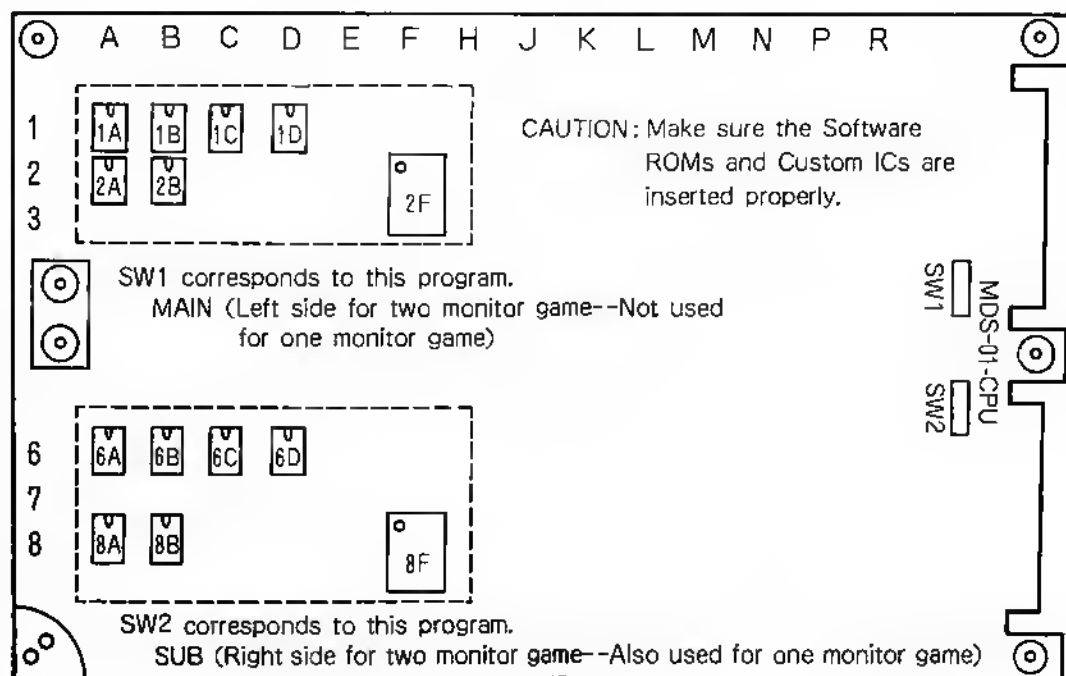 A B C D E F H J K L M N P R
1
1A 1B 1C 1D
CAUTION: Make sure the Software
ROMs and Custom ICs are
inserted properly.
2
2A 2B
2F
3
SW1 corresponds to this program.
MAIN (Left side for two monitor game--Not used
for one monitor game)
SW1
MDS-01-CPU
SW2
6
6A 6B 6C 6D
7
8
8A 8B
8F
SW2 corresponds to this program.
SUB (Right side for two monitor game--Also used for one monitor game)